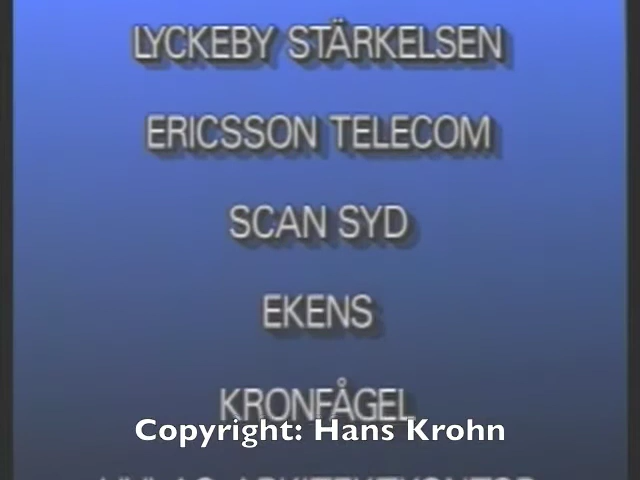 LYCKEBY STÄRKELSEN
ERICSSON TELECOM
SCAN SYD
EKENS
KRONFÅGEL
Copyright: Hans Krohn